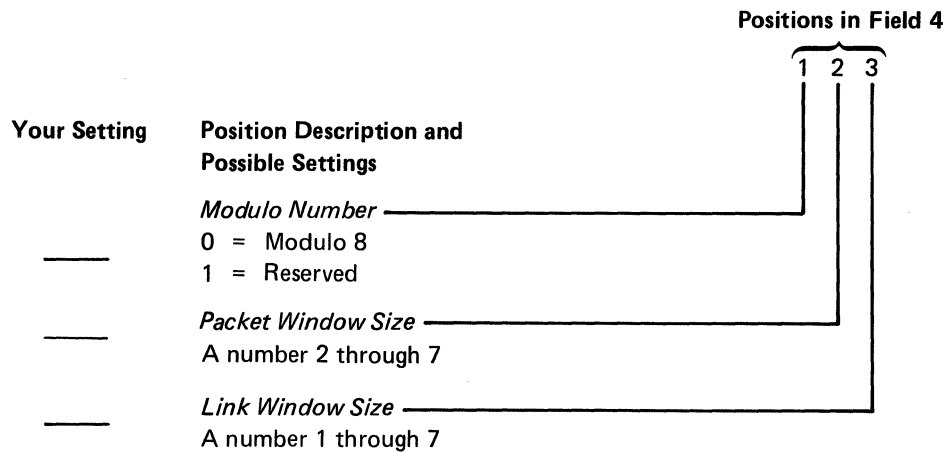 Positions in Field 4
1 2 3
Your Setting Position Description and
Possible Settings
Modulo Number
0 = Modulo 8
1 = Reserved
Packet Window Size
A number 2 through 7
Link Window Size
A number 1 through 7